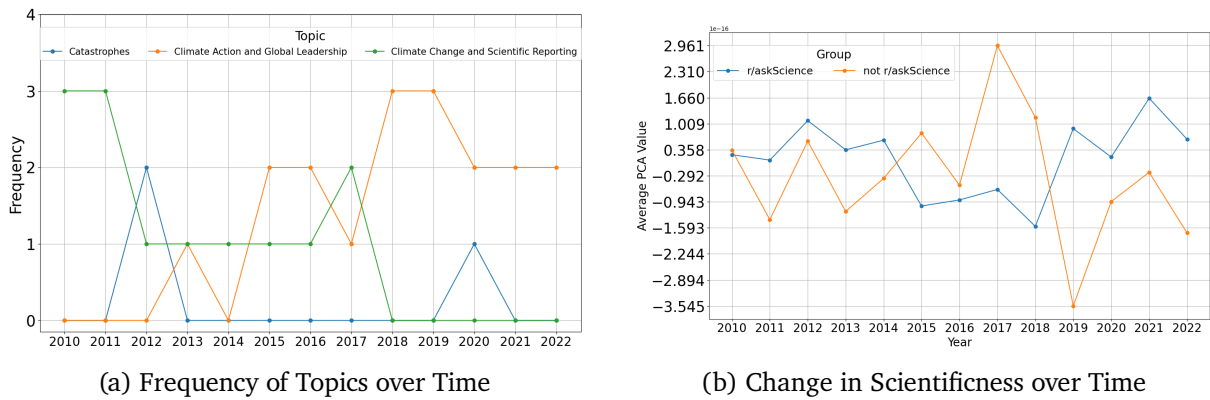 4
3
2
1
0
Frequency
Topic
Catastrophes Climate Action and Global Leadership Climate Change and Scientific Reporting
2010 2011 2012 2013 2014 2015 2016 2017 2018 2019 2020 2021 2022
(a) Frequency of Topics over Time
1e−16
2.961
2.310
1.660
1.009
0.358
−0.292
−0.943
−1.593
−2.244
−2.894
−3.545
Average PCA Value
Group
r/askScience not r/askScience
2010 2011 2012 2013 2014 2015 2016 2017 2018 2019 2020 2021 2022
Year
(b) Change in Scientificness over Time